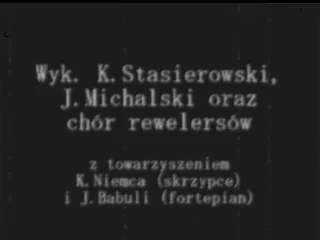 Wyk. K.Stasierowski,
J.Michalski oraz
chór rewelersów
z towarzyszeniem
K.Niemca (skrzypce)
i J.Babuli (fortepian)